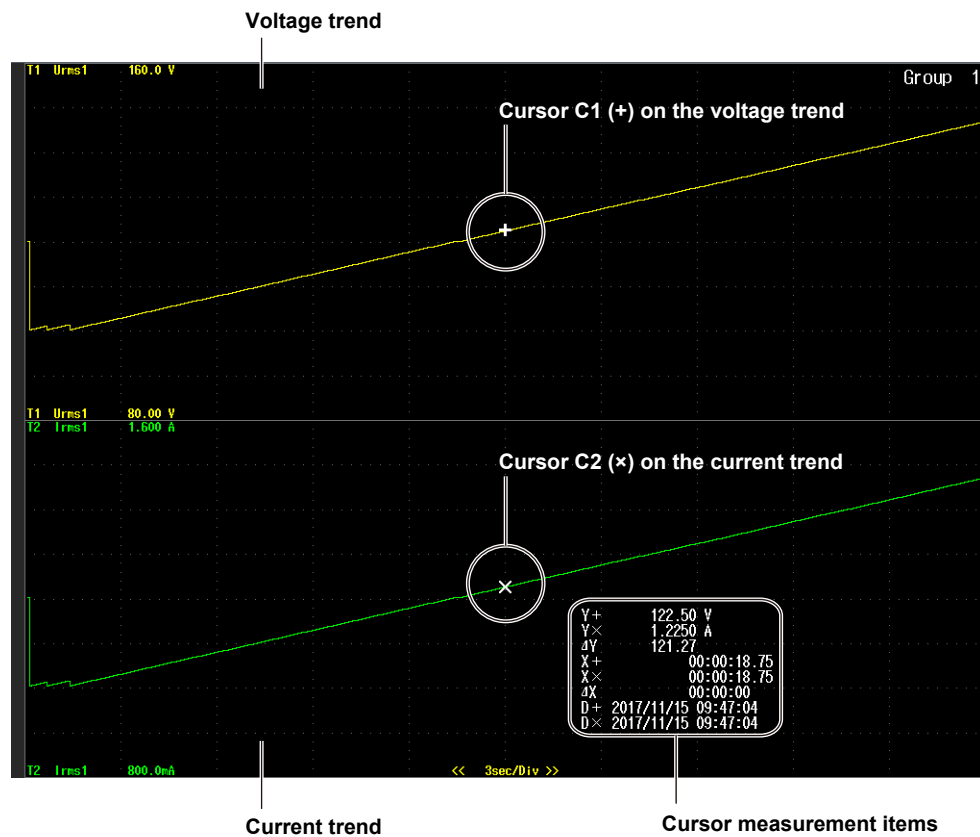 Voltage trend
T1 Urms1 160.0 V
Group 1
Cursor C1 (+) on the voltage trend
T1 Urms1 80.00 V
T2 Irms1 1.600 A
Cursor C2 (×) on the current trend
Y+ 122.50 V
Y× 1.2250 A
ΔY 121.27
X+ 00:00:18.75
X× 00:00:18.75
ΔX 00:00:00
D+ 2017/11/15 09:47:04
D× 2017/11/15 09:47:04
T2 Irms1 800.0mA
<< 3sec/Div >>
Current trend
Cursor measurement items